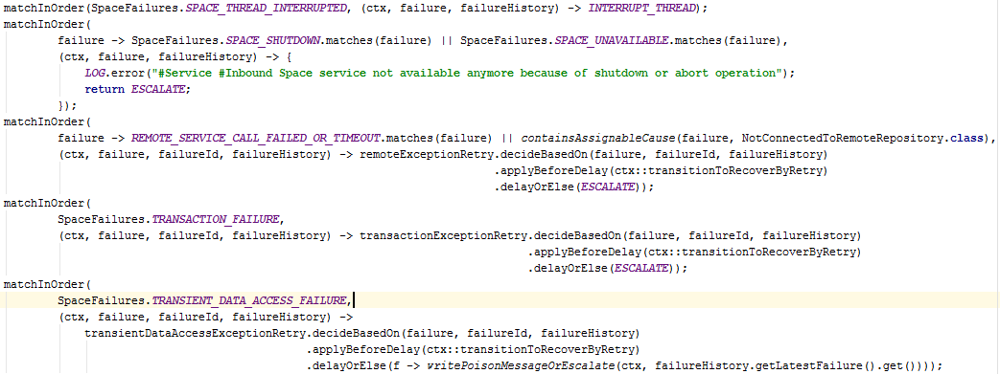 matchInOrder(SpaceFailures.SPACE_THREAD_INTERRUPTED, (ctx, failure, failureHistory) -> INTERRUPT_THREAD);
matchInOrder(
        failure -> SpaceFailures.SPACE_SHUTDOWN.matches(failure) || SpaceFailures.SPACE_UNAVAILABLE.matches(failure),
        (ctx, failure, failureHistory) -> {
            LOG.error("#Service #Inbound Space service not available anymore because of shutdown or abort operation");
            return ESCALATE;
        });
matchInOrder(
        failure -> REMOTE_SERVICE_CALL_FAILED_OR_TIMEOUT.matches(failure) || containsAssignableCause(failure, NotConnectedToRemoteRepository.class),
        (ctx, failure, failureId, failureHistory) -> remoteExceptionRetry.decideBasedOn(failure, failureId, failureHistory)
                .applyBeforeDelay(ctx::transitionToRecoverByRetry)
                .delayOrElse(ESCALATE));
matchInOrder(
        SpaceFailures.TRANSACTION_FAILURE,
        (ctx, failure, failureId, failureHistory) -> transactionExceptionRetry.decideBasedOn(failure, failureId, failureHistory)
                .applyBeforeDelay(ctx::transitionToRecoverByRetry)
                .delayOrElse(ESCALATE));
matchInOrder(
        SpaceFailures.TRANSIENT_DATA_ACCESS_FAILURE,
        (ctx, failure, failureId, failureHistory) ->
            transientDataAccessExceptionRetry.decideBasedOn(failure, failureId, failureHistory)
                .applyBeforeDelay(ctx::transitionToRecoverByRetry)
                .delayOrElse(f -> writePoisonMessageOrEscalate(ctx, failureHistory.getLatestFailure().get())));